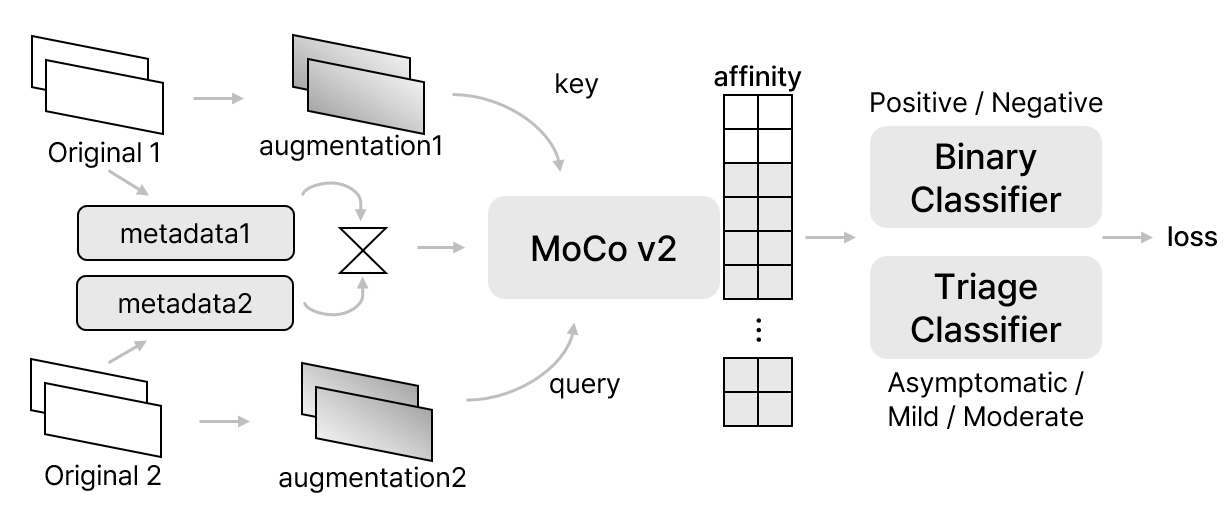 Original 1
augmentation1
key
affinity
Positive / Negative
Binary
Classifier
metadata1
metadata2
MoCo v2
loss
Triage
Classifier
Asymptomatic /
Mild / Moderate
query
Original 2
augmentation2